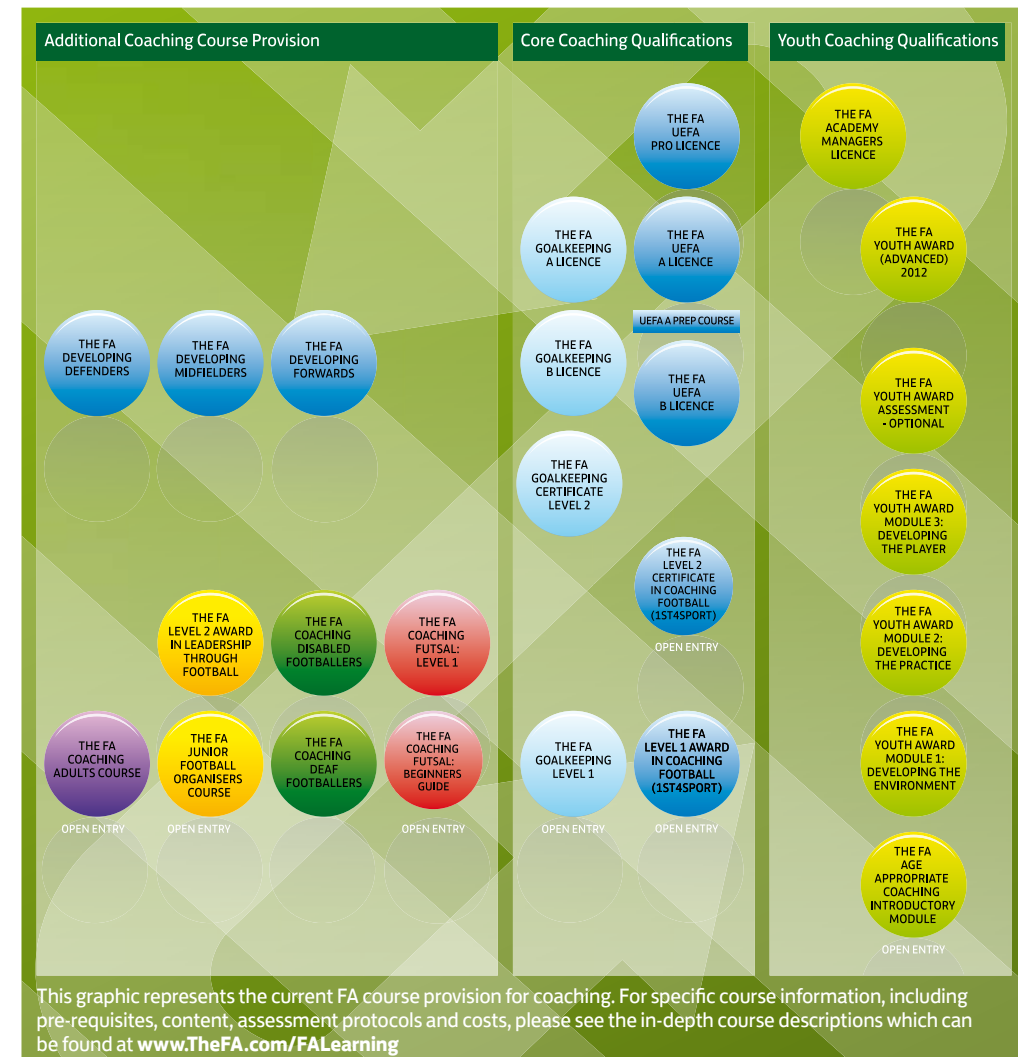 Additional Coaching Course Provision
Core Coaching Qualifications
Youth Coaching Qualifications
THE FA
DEVELOPING
DEFENDERS
THE FA
DEVELOPING
MIDFIELDERS
THE FA
DEVELOPING
FORWARDS
THE FA
LEVEL 2 AWARD
IN LEADERSHIP
THROUGH
FOOTBALL
THE FA
COACHING
DISABLED
FOOTBALLERS
THE FA
COACHING
FUTSAL:
LEVEL 1
THE FA
COACHING
ADULTS COURSE
OPEN ENTRY
THE FA
JUNIOR
FOOTBALL
ORGANISERS
COURSE
OPEN ENTRY
THE FA
COACHING
DEAF
FOOTBALLERS
THE FA
COACHING
FUTSAL:
BEGINNERS
GUIDE
OPEN ENTRY
THE FA
UEFA
PRO LICENCE
THE FA
GOALKEEPING
A LICENCE
THE FA
UEFA
A LICENCE
UEFA A PREP COURSE
THE FA
GOALKEEPING
B LICENCE
THE FA
UEFA
B LICENCE
THE FA
GOALKEEPING
CERTIFICATE
LEVEL 2
THE FA
LEVEL 2
CERTIFICATE
IN COACHING
FOOTBALL
(1ST4SPORT)
OPEN ENTRY
THE FA
GOALKEEPING
LEVEL 1
OPEN ENTRY
THE FA
LEVEL 1 AWARD
IN COACHING
FOOTBALL
(1ST4SPORT)
OPEN ENTRY
THE FA
ACADEMY
MANAGERS
LICENCE
THE FA
YOUTH AWARD
(ADVANCED)
2012
THE FA
YOUTH AWARD
ASSESSMENT
- OPTIONAL
THE FA
YOUTH AWARD
MODULE 3:
DEVELOPING
THE PLAYER
THE FA
YOUTH AWARD
MODULE 2:
DEVELOPING
THE PRACTICE
THE FA
YOUTH AWARD
MODULE 1:
DEVELOPING THE
ENVIRONMENT
THE FA
AGE
APPROPRIATE
COACHING
INTRODUCTORY
MODULE
OPEN ENTRY
This graphic represents the current FA course provision for coaching. For specific course information, including
pre-requisites, content, assessment protocols and costs, please see the in-depth course descriptions which can
be found at www.TheFA.com/FALearning